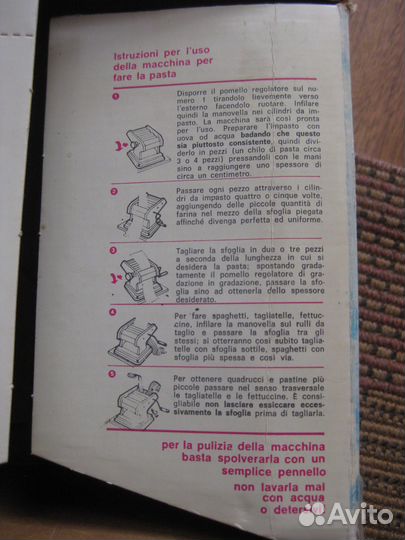 Istruzioni per l'uso
della macchina per
fare la pasta
1
Disporre il pomello regolatore sul nu-
mero 1 tirandolo lievemente verso
l'esterno facendolo ruotare. Infilare
quindi la manovella nei cilindri da im-
pasto. La macchina sarà così pronta
per l'uso. Preparare l'impasto con
uova od acqua badando che questo
sia piuttosto consistente, quindi divi-
derlo in pezzi (un chilo di pasta circa
3 o 4 pezzi) pressandoli con le mani
sino a raggiungere uno spessore di
circa un centimetro.
2
Passare ogni pezzo attraverso i cilin-
dri da impasto quattro o cinque volte,
aggiungendo delle piccole quantità di
farina nel mezzo della sfoglia piegata
affinché divenga perfetta ed uniforme.
3
Tagliare la sfoglia in due o tre pezzi
a seconda della lunghezza in cui si
desidera la pasta; spostando grada-
tamente il pomello regolatore di gra-
dazione in gradazione, passare la sfo-
glia sino ad ottenerla dello spessore
desiderato.
4
Per fare spaghetti, tagliatelle, fettuc-
cine, infilare la manovella sui rulli da
taglio e passare la sfoglia tra gli
stessi; si otterranno così subito taglia-
telle con sfoglia sottile, spaghetti con
sfoglia più spessa e così via.
5
Per ottenere quadrucci e pastine più
piccole passare nel senso trasversale
le tagliatelle e le fettuccine. È consi-
gliabile non lasciare essiccare ecces-
sivamente la sfoglia prima di tagliarla.
per la pulizia della macchina
basta spolverarla con un
semplice pennello
non lavarla mai
con acqua
o detersivi
Avito